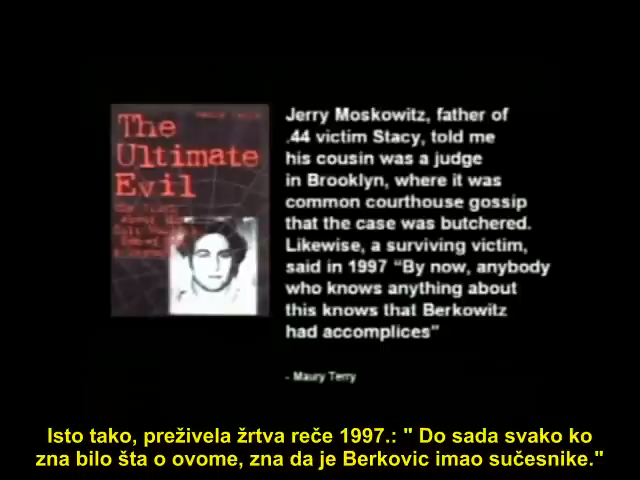 The
Ultimate
Evil
Jerry Moskowitz, father of
.44 victim Stacy, told me
his cousin was a judge
in Brooklyn, where it was
common courthouse gossip
that the case was butchered.
Likewise, a surviving victim,
said in 1997 “By now, anybody
who knows anything about
this knows that Berkowitz
had accomplices”
- Maury Terry
Isto tako, preživela žrtva reče 1997.: " Do sada svako ko
zna bilo šta o ovome, zna da je Berkovic imao sučesnike."